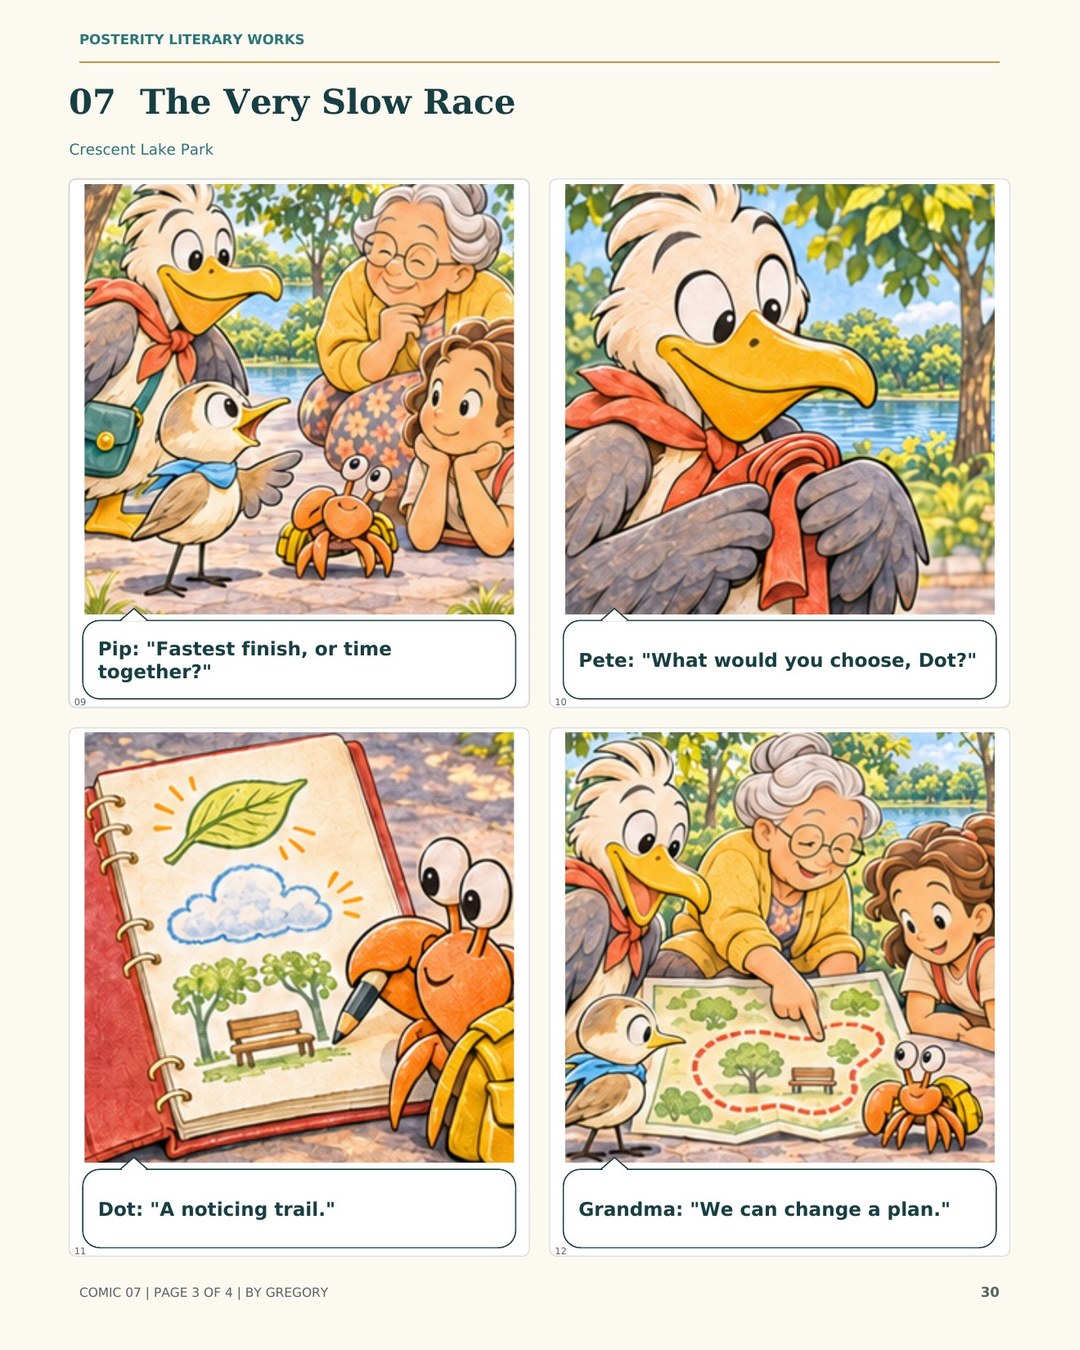 POSTERITY LITERARY WORKS
07 The Very Slow Race
Crescent Lake Park
Pip: "Fastest finish, or time
together?"
09
Pete: "What would you choose, Dot?"
10
Dot: "A noticing trail."
11
Grandma: "We can change a plan."
12
COMIC 07 | PAGE 3 OF 4 | BY GREGORY
30